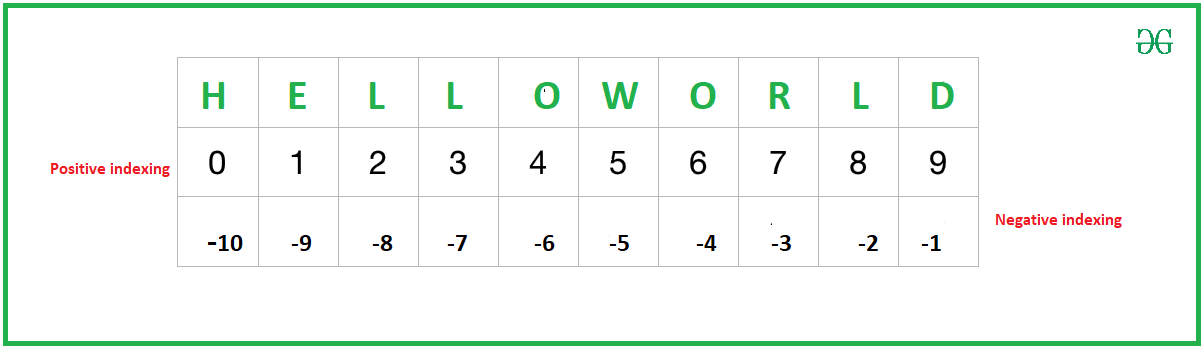 H E L L O W O R L D
Positive indexing 0 1 2 3 4 5 6 7 8 9
-10 -9 -8 -7 -6 -5 -4 -3 -2 -1 Negative indexing